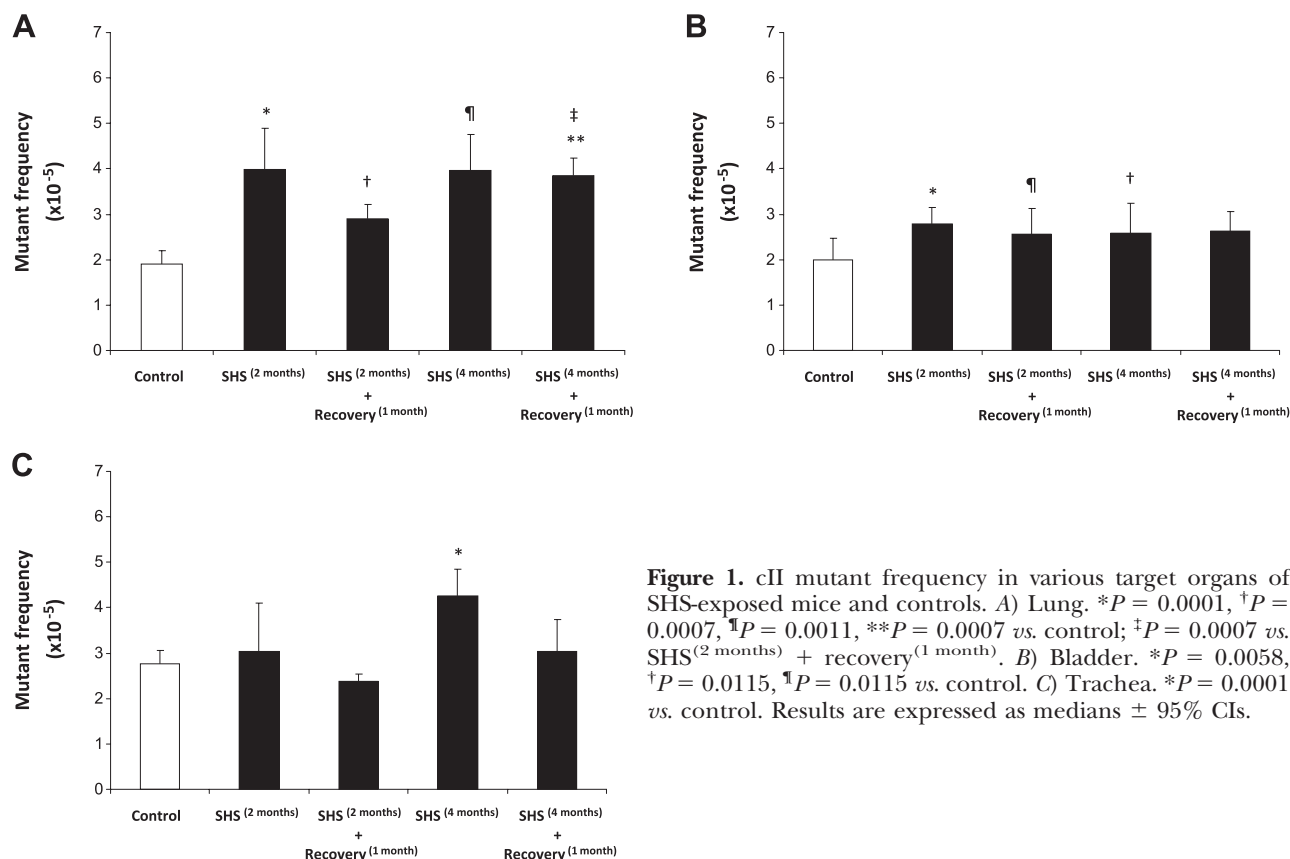 A
Mutant frequency
(x10⁻⁵)
7
6
5
4
3
2
1
0
*
†
¶
‡
**
Control
SHS (2 months)
SHS (2 months)
+
Recovery (1 month)
SHS (4 months)
SHS (4 months)
+
Recovery (1 month)
B
Mutant frequency
(x10⁻⁵)
7
6
5
4
3
2
1
0
*
¶
†
Control
SHS (2 months)
SHS (2 months)
+
Recovery (1 month)
SHS (4 months)
SHS (4 months)
+
Recovery (1 month)
C
Mutant frequency
(x10⁻⁵)
7
6
5
4
3
2
1
0
*
Control
SHS (2 months)
SHS (2 months)
+
Recovery (1 month)
SHS (4 months)
SHS (4 months)
+
Recovery (1 month)
Figure 1. cII mutant frequency in various target organs of
SHS-exposed mice and controls. A) Lung. *P = 0.0001, †P =
0.0007, ¶P = 0.0011, **P = 0.0007 vs. control; ‡P = 0.0007 vs.
SHS(2 months) + recovery(1 month). B) Bladder. *P = 0.0058,
†P = 0.0115, ¶P = 0.0115 vs. control. C) Trachea. *P = 0.0001
vs. control. Results are expressed as medians ± 95% CIs.